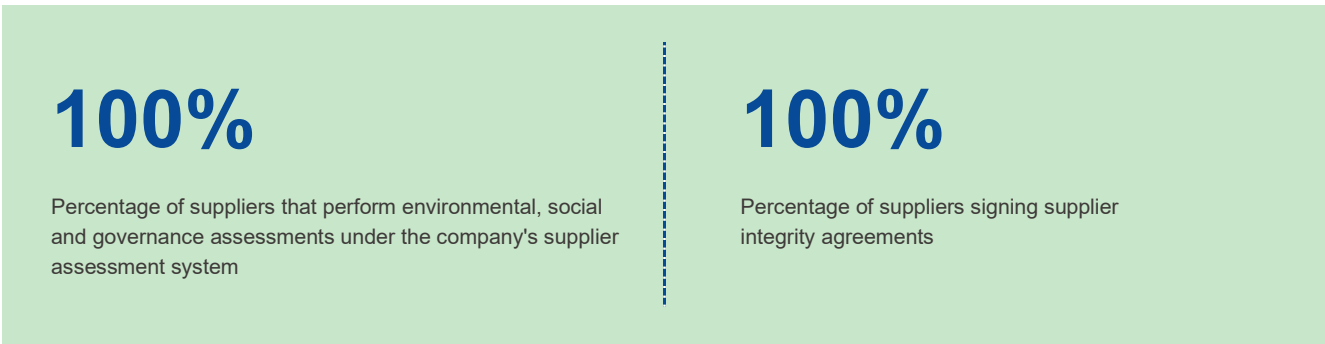 100%
Percentage of suppliers that perform environmental, social
and governance assessments under the company's supplier
assessment system
100%
Percentage of suppliers signing supplier
integrity agreements